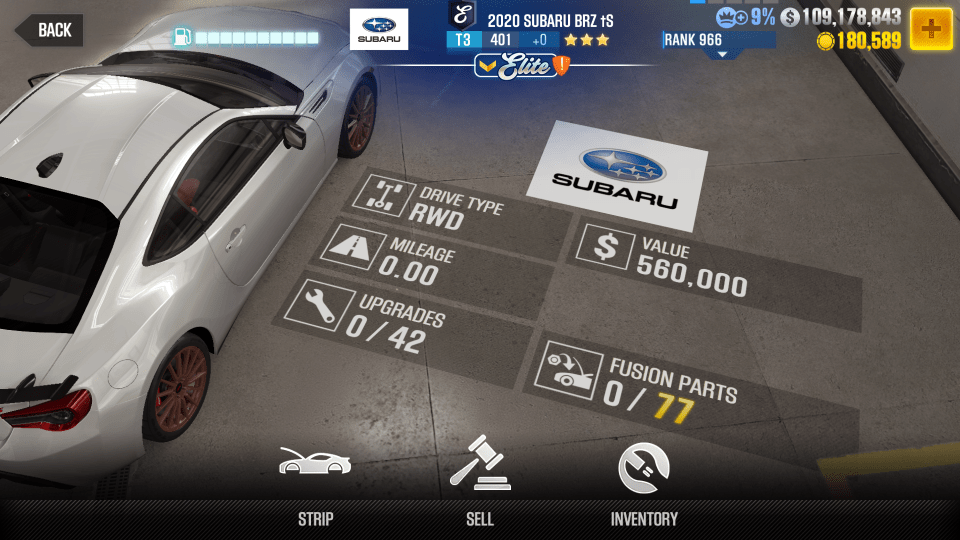 BACK
SUBARU
2020 SUBARU BRZ tS
T3 401 +0
Elite
9%
$ 109,178,843
180,589
RANK 966
SUBARU
DRIVE TYPE
RWD
MILEAGE
0.00
UPGRADES
0 / 42
$ VALUE
560,000
FUSION PARTS
0 / 77
STRIP
SELL
INVENTORY